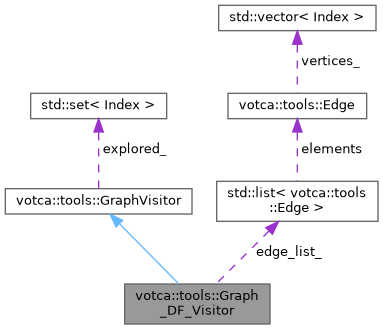 std::vector< Index >
vertices_
std::set< Index >
votca::tools::Edge
explored_
elements
votca::tools::GraphVisitor
std::list< votca::tools
::Edge >
edge_list_
votca::tools::Graph
_DF_Visitor